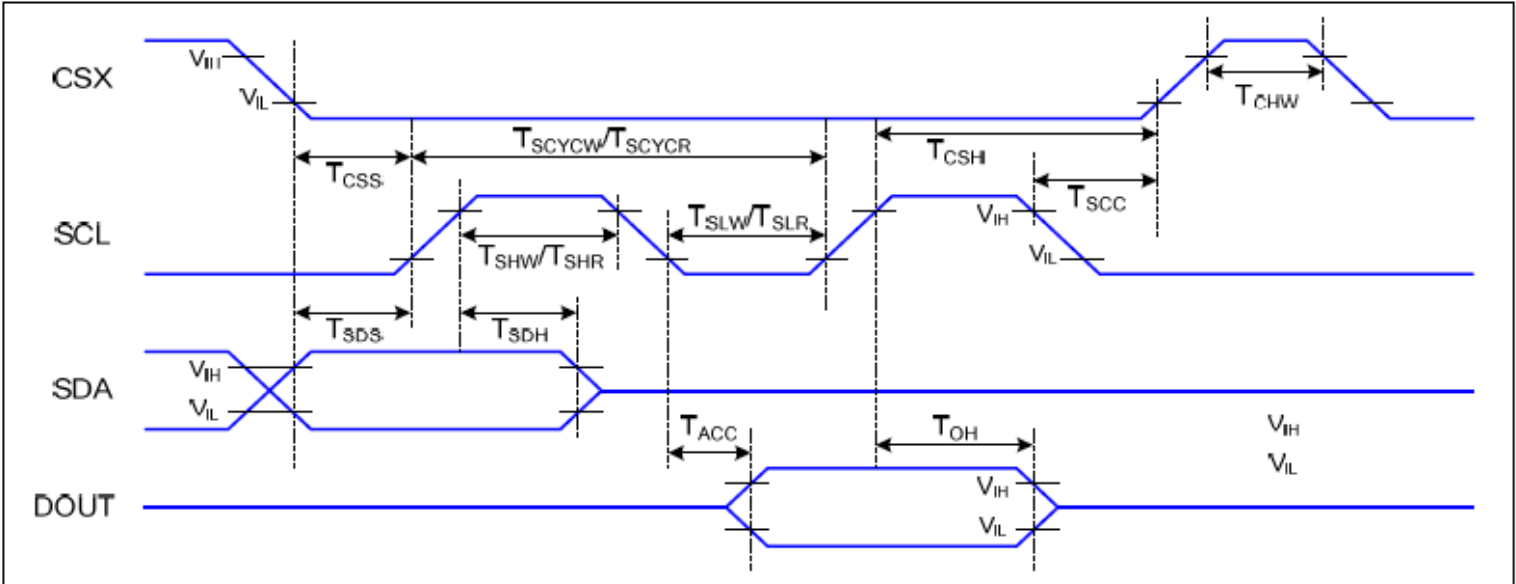 CSX
VIH
VIL
TCHW
TSCYCW/TSCYCR
TCSH
TCSS
TSCC
SCL
TSLW/TSLR
VIH
VIL
TSHW/TSHR
TSDS
TSDH
SDA
VIH
VIL
TACC
TOH
VIH
VIL
DOUT
VIH
VIL